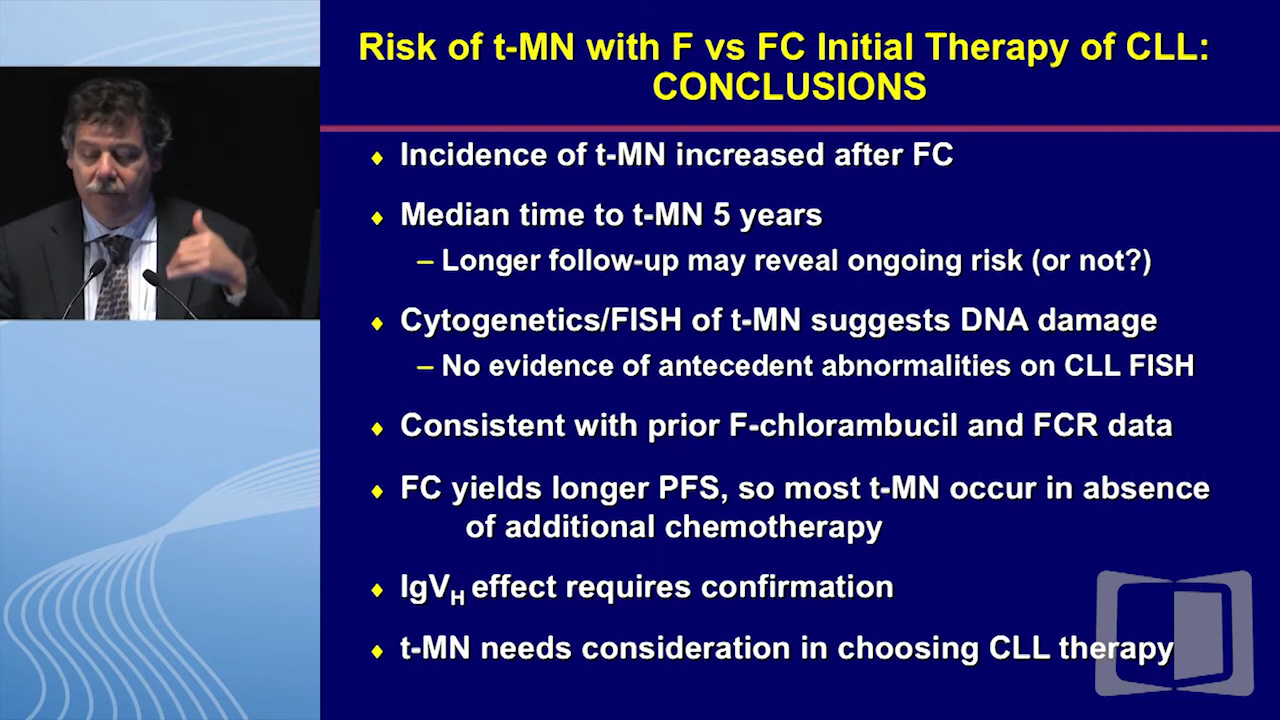 Risk of t-MN with F vs FC Initial Therapy of CLL:
CONCLUSIONS
♦ Incidence of t-MN increased after FC
♦ Median time to t-MN 5 years
– Longer follow-up may reveal ongoing risk (or not?)
♦ Cytogenetics/FISH of t-MN suggests DNA damage
– No evidence of antecedent abnormalities on CLL FISH
♦ Consistent with prior F-chlorambucil and FCR data
♦ FC yields longer PFS, so most t-MN occur in absence
of additional chemotherapy
♦ IgVH effect requires confirmation
♦ t-MN needs consideration in choosing CLL therapy